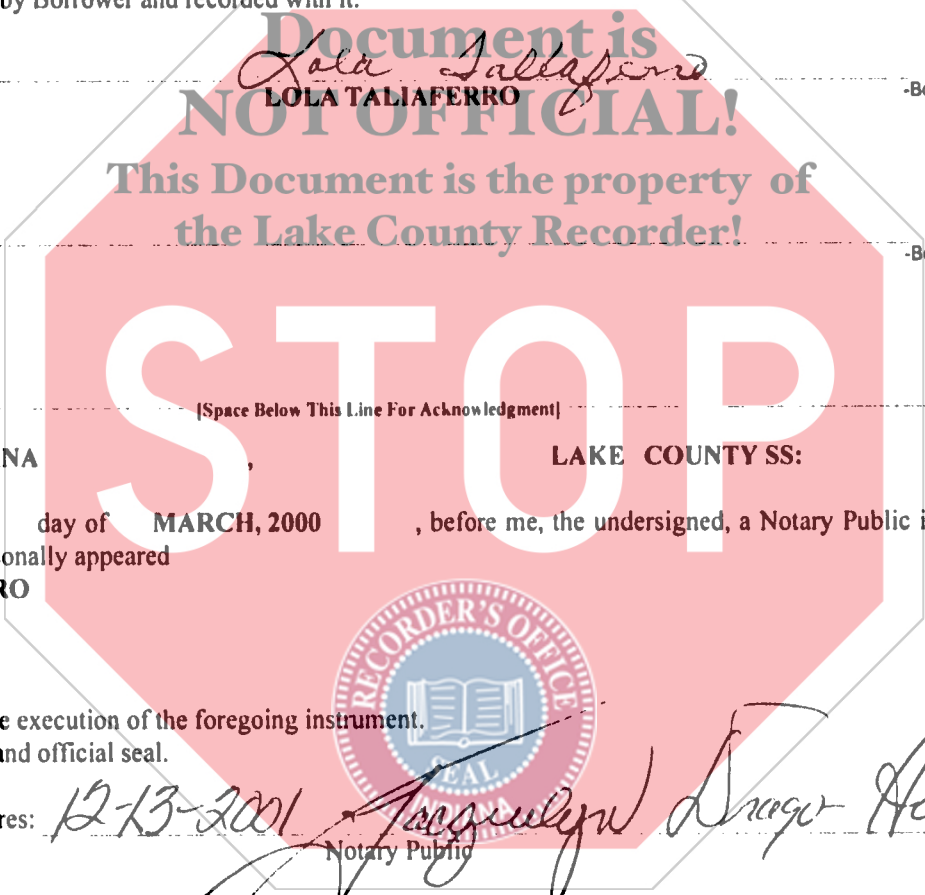 by Borrower and recorded with it.
Document is
Lola Taliaferro
-Bo
LOLA TALIAFERRO
NOT OFFICIAL!
This Document is the property of
the Lake County Recorder!
-Bo
STOP
[Space Below This Line For Acknowledgment]
NA , LAKE COUNTY SS:
day of MARCH, 2000 , before me, the undersigned, a Notary Public i
onally appeared
RO
RECORDER'S OFFICE
SEAL
INDIANA
e execution of the foregoing instrument.
and official seal.
res: 12-13-2001 Jacquelyn Drago
Notary Public